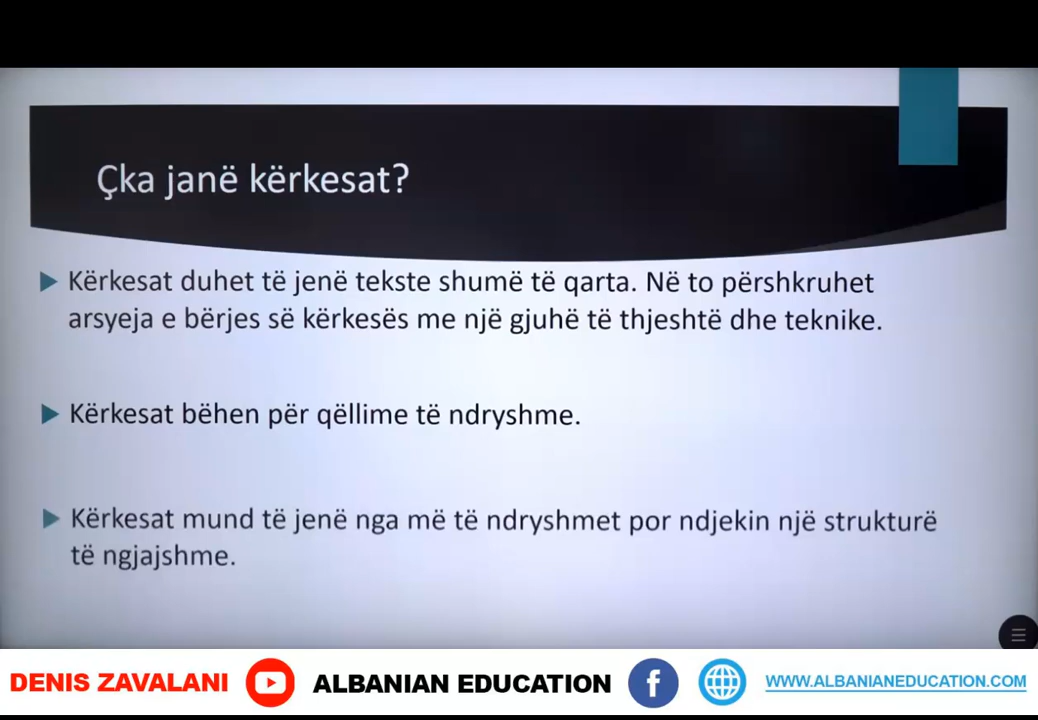 Çka janë kërkesat?
Kërkesat duhet të jenë tekste shumë të qarta. Në to përshkruhet
arsyeja e bërjes së kërkesës me një gjuhë të thjeshtë dhe teknike.
Kërkesat bëhen për qëllime të ndryshme.
Kërkesat mund të jenë nga më të ndryshmet por ndjekin një strukturë
të ngjajshme.
DENIS ZAVALANI ALBANIAN EDUCATION f WWW.ALBANIANEDUCATION.COM